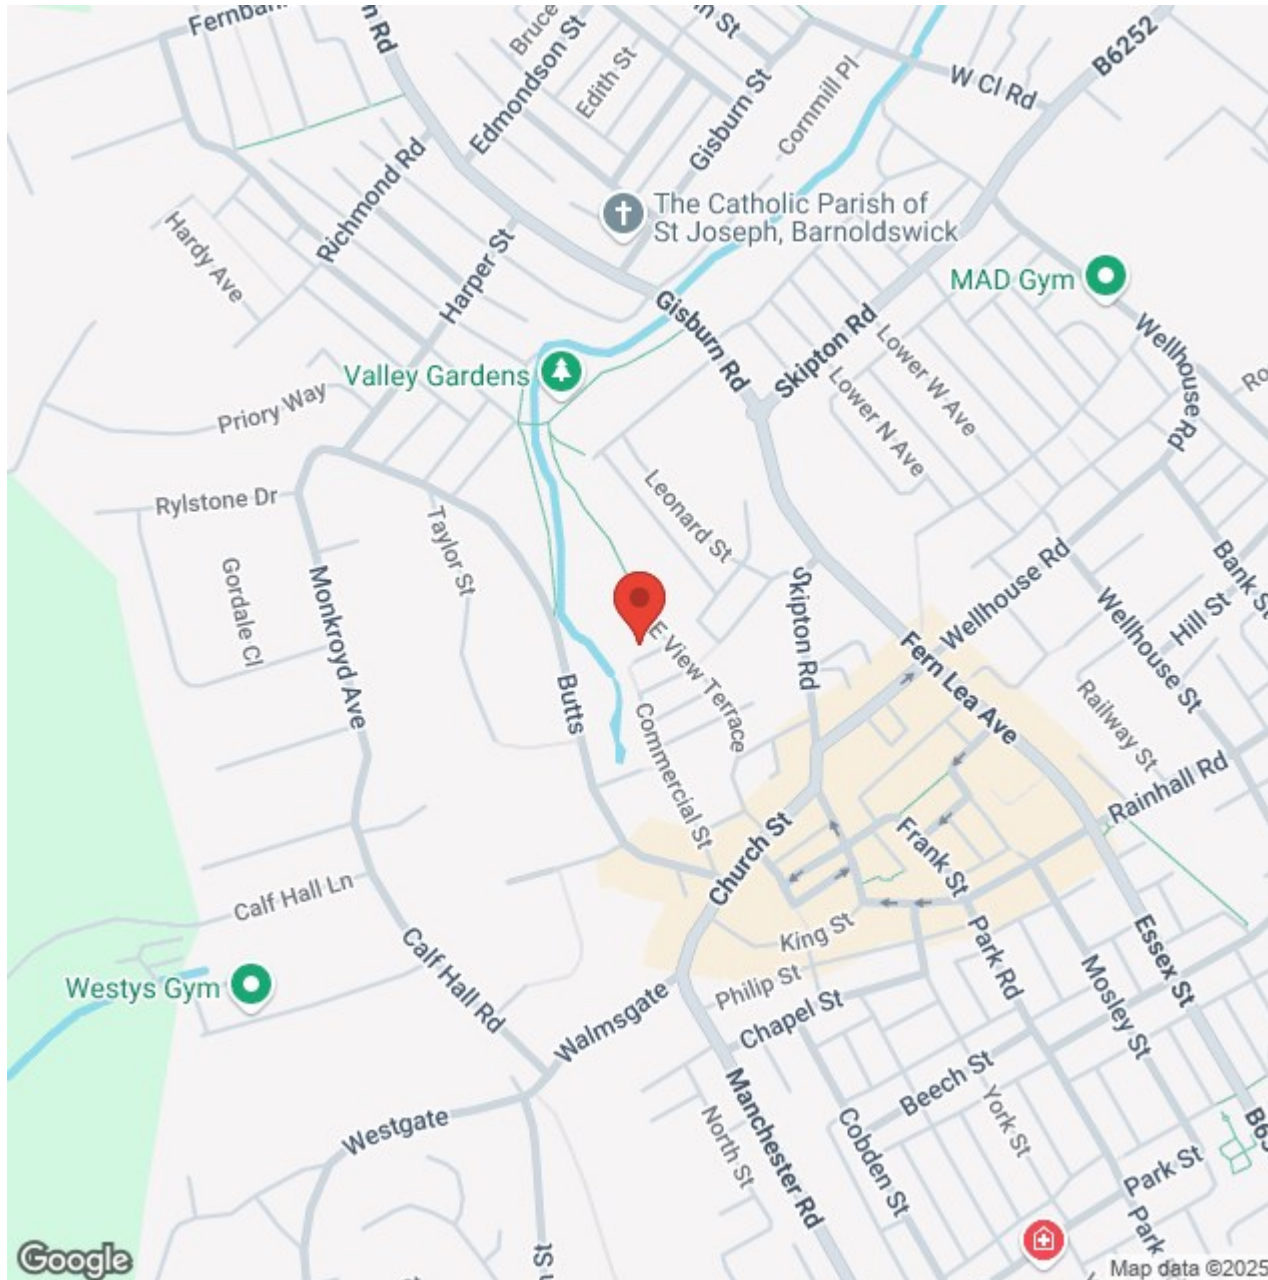 Fernbank
n Rd
Bruce
Edmondson St
Edith St
n St
Gisburn St
Cornmill Pl
W Cl Rd
B6252
Richmond Rd
Hardy Ave
Harper St
The Catholic Parish of
St Joseph, Barnoldswick
MAD Gym
Gisburn Rd
Skipton Rd
Lower W Ave
Lower N Ave
Wellhouse Rd
Ro
Valley Gardens
Priory Way
Rylstone Dr
Taylor St
Leonard St
Gordale Cl
Monkroyd Ave
Butts
E View Terrace
Skipton Rd
Wellhouse Rd
Bank St
Hill St
Wellhouse St
Fern Lea Ave
Railway St
Commercial St
Church St
Frank St
Rainhall Rd
Calf Hall Ln
King St
Westys Gym
Calf Hall Rd
Philip St
Park Rd
Essex St
Walmsgate
Chapel St
Mosley St
Manchester Rd
Beech St
York St
Westgate
North St
Cobden St
B65
Park St
Park
n St
St
Google
Map data ©2025